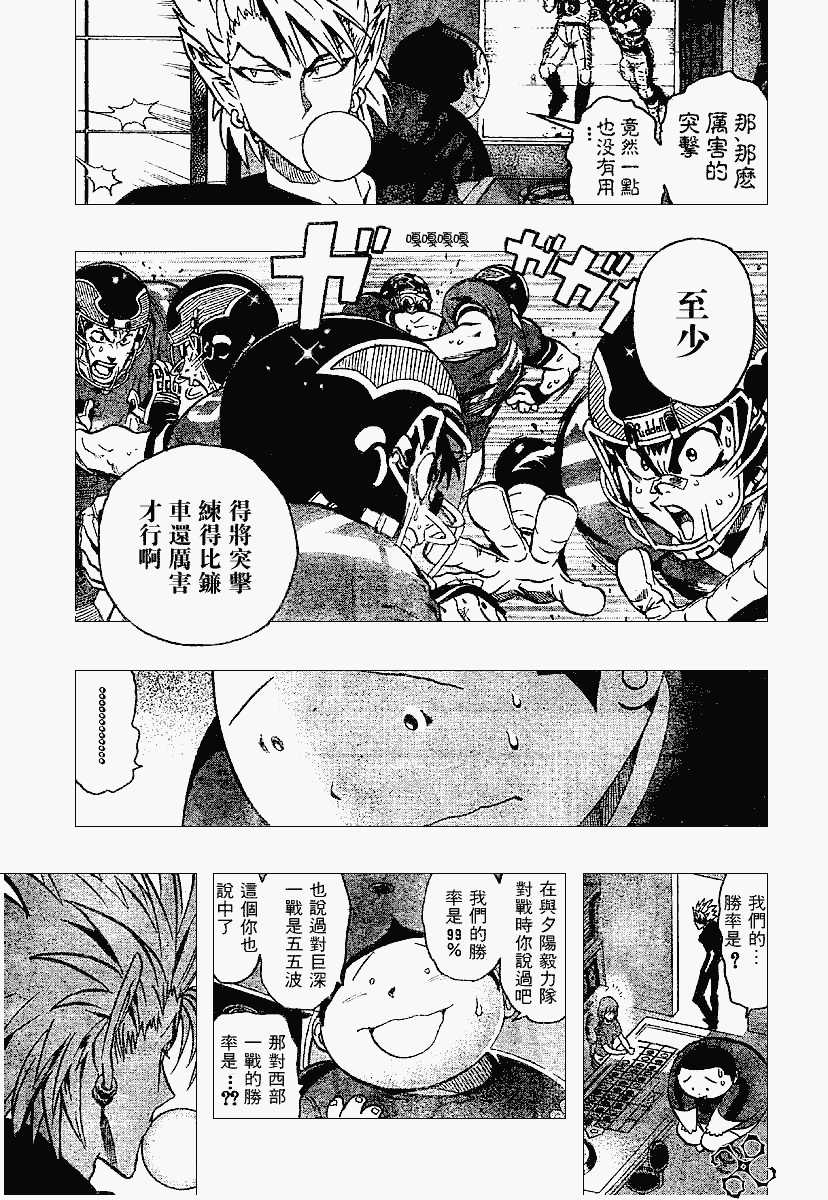 那、那麽
厲害的
突擊
竟然一點
也没有用
⋯
嘎嘎嘎嘎
ガ
ガガガ
至少
Riddell
得將突擊
練得比鐮
車還厲害
才行啊
⋯⋯⋯⋯
我們的⋯
勝率是?
在與夕陽毅力隊
對戰時你說過吧
我們的勝
率是99%
也說過對巨深
一戰是五五波
這個你也
說中了
那對西部
一戰的勝
率是⋯??